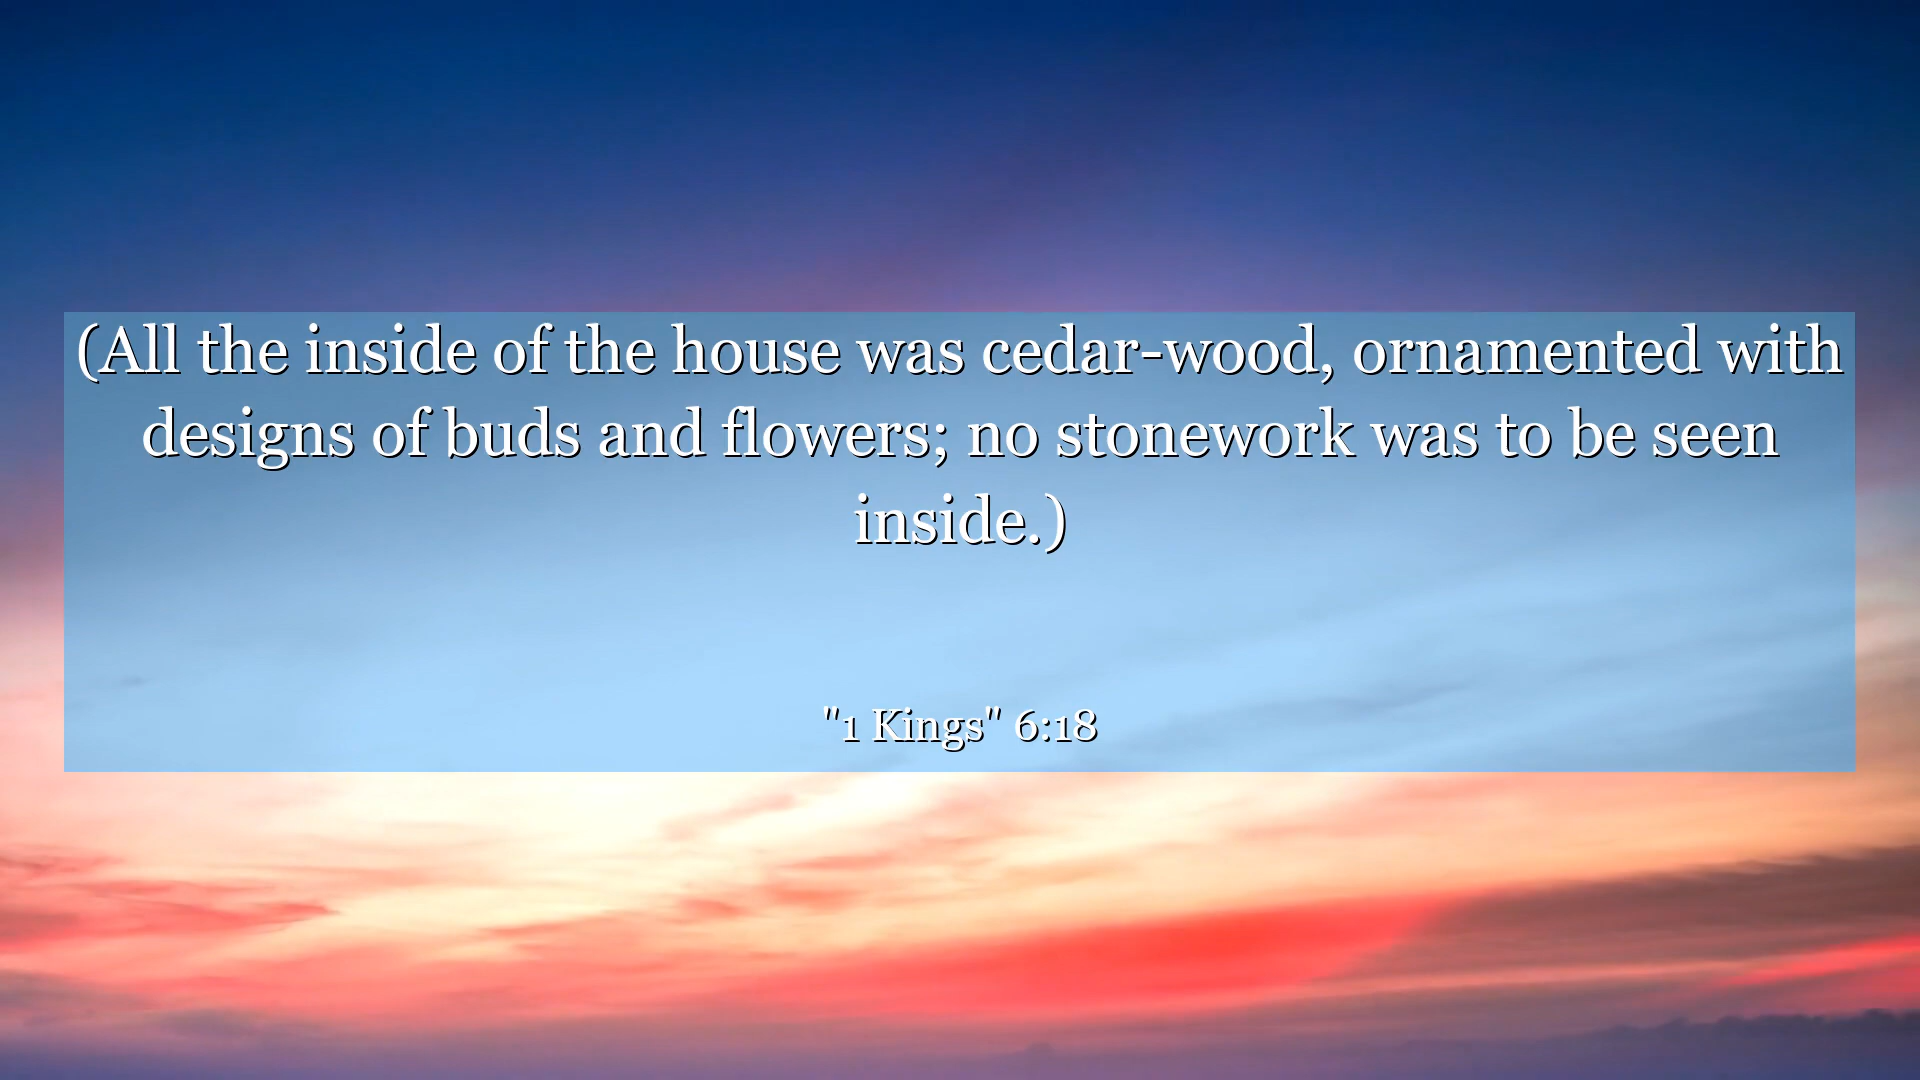 (All the inside of the house was cedar-wood, ornamented with
designs of buds and flowers; no stonework was to be seen
inside.)
"1 Kings" 6:18